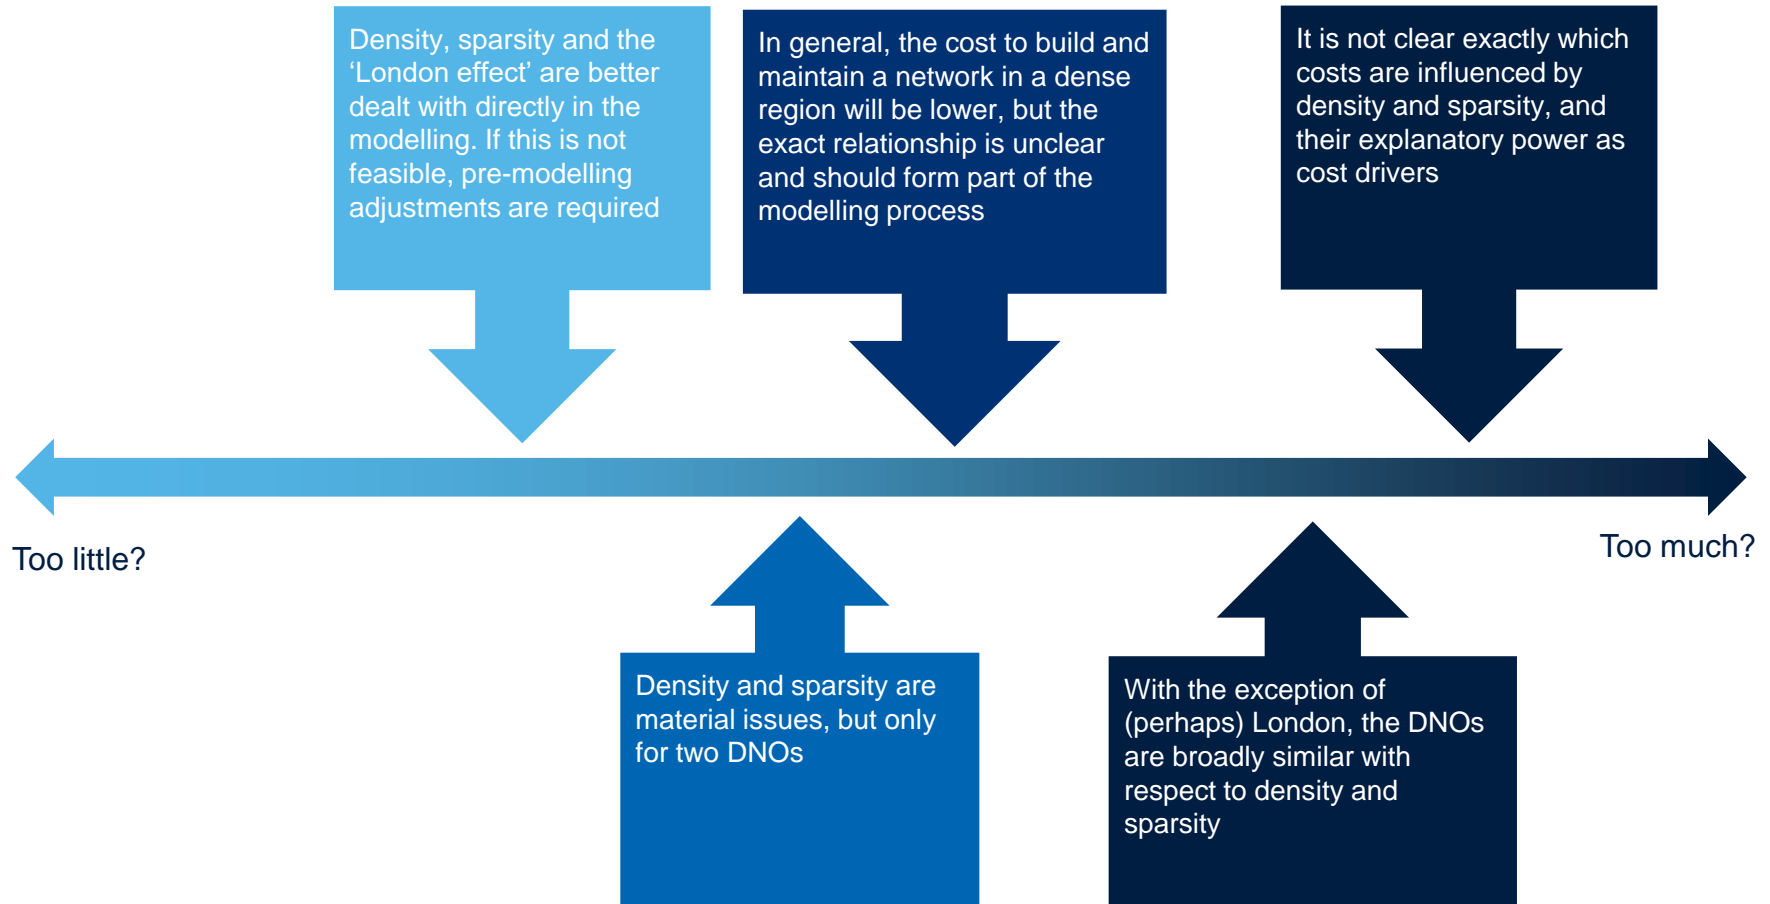 Density, sparsity and the
‘London effect’ are better
dealt with directly in the
modelling. If this is not
feasible, pre-modelling
adjustments are required
In general, the cost to build and
maintain a network in a dense
region will be lower, but the
exact relationship is unclear
and should form part of the
modelling process
It is not clear exactly which
costs are influenced by
density and sparsity, and
their explanatory power as
cost drivers
Too little?
Too much?
Density and sparsity are
material issues, but only
for two DNOs
With the exception of
(perhaps) London, the DNOs
are broadly similar with
respect to density and
sparsity